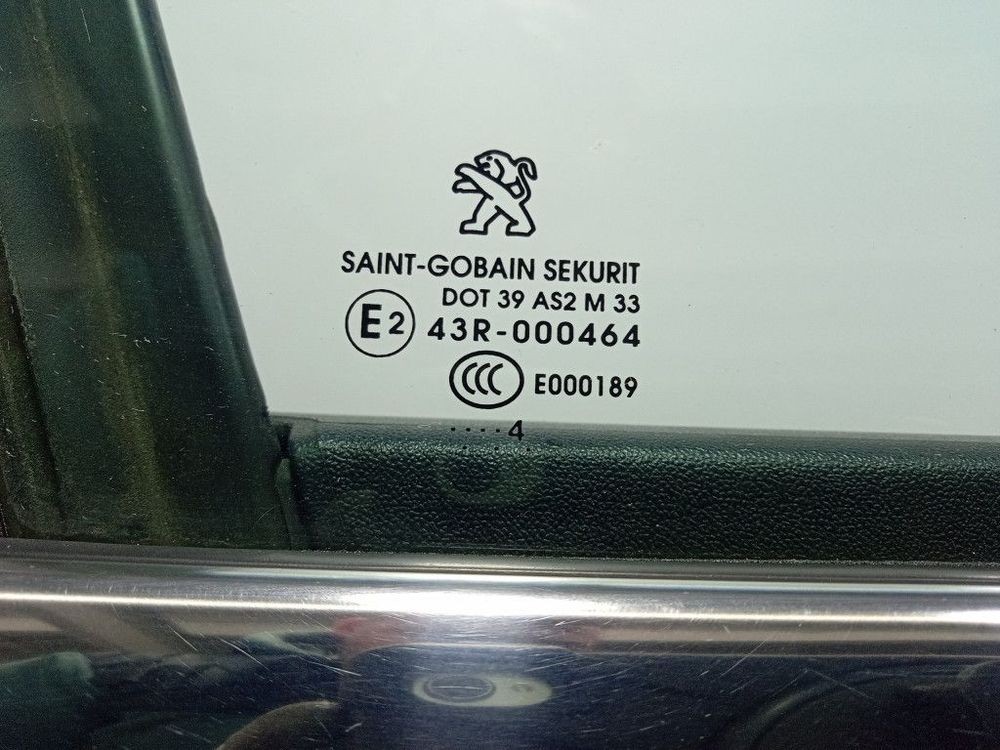 SAINT-GOBAIN SEKURIT
DOT 39 AS2 M 33
E2 43R-000464
CCC E000189
....4